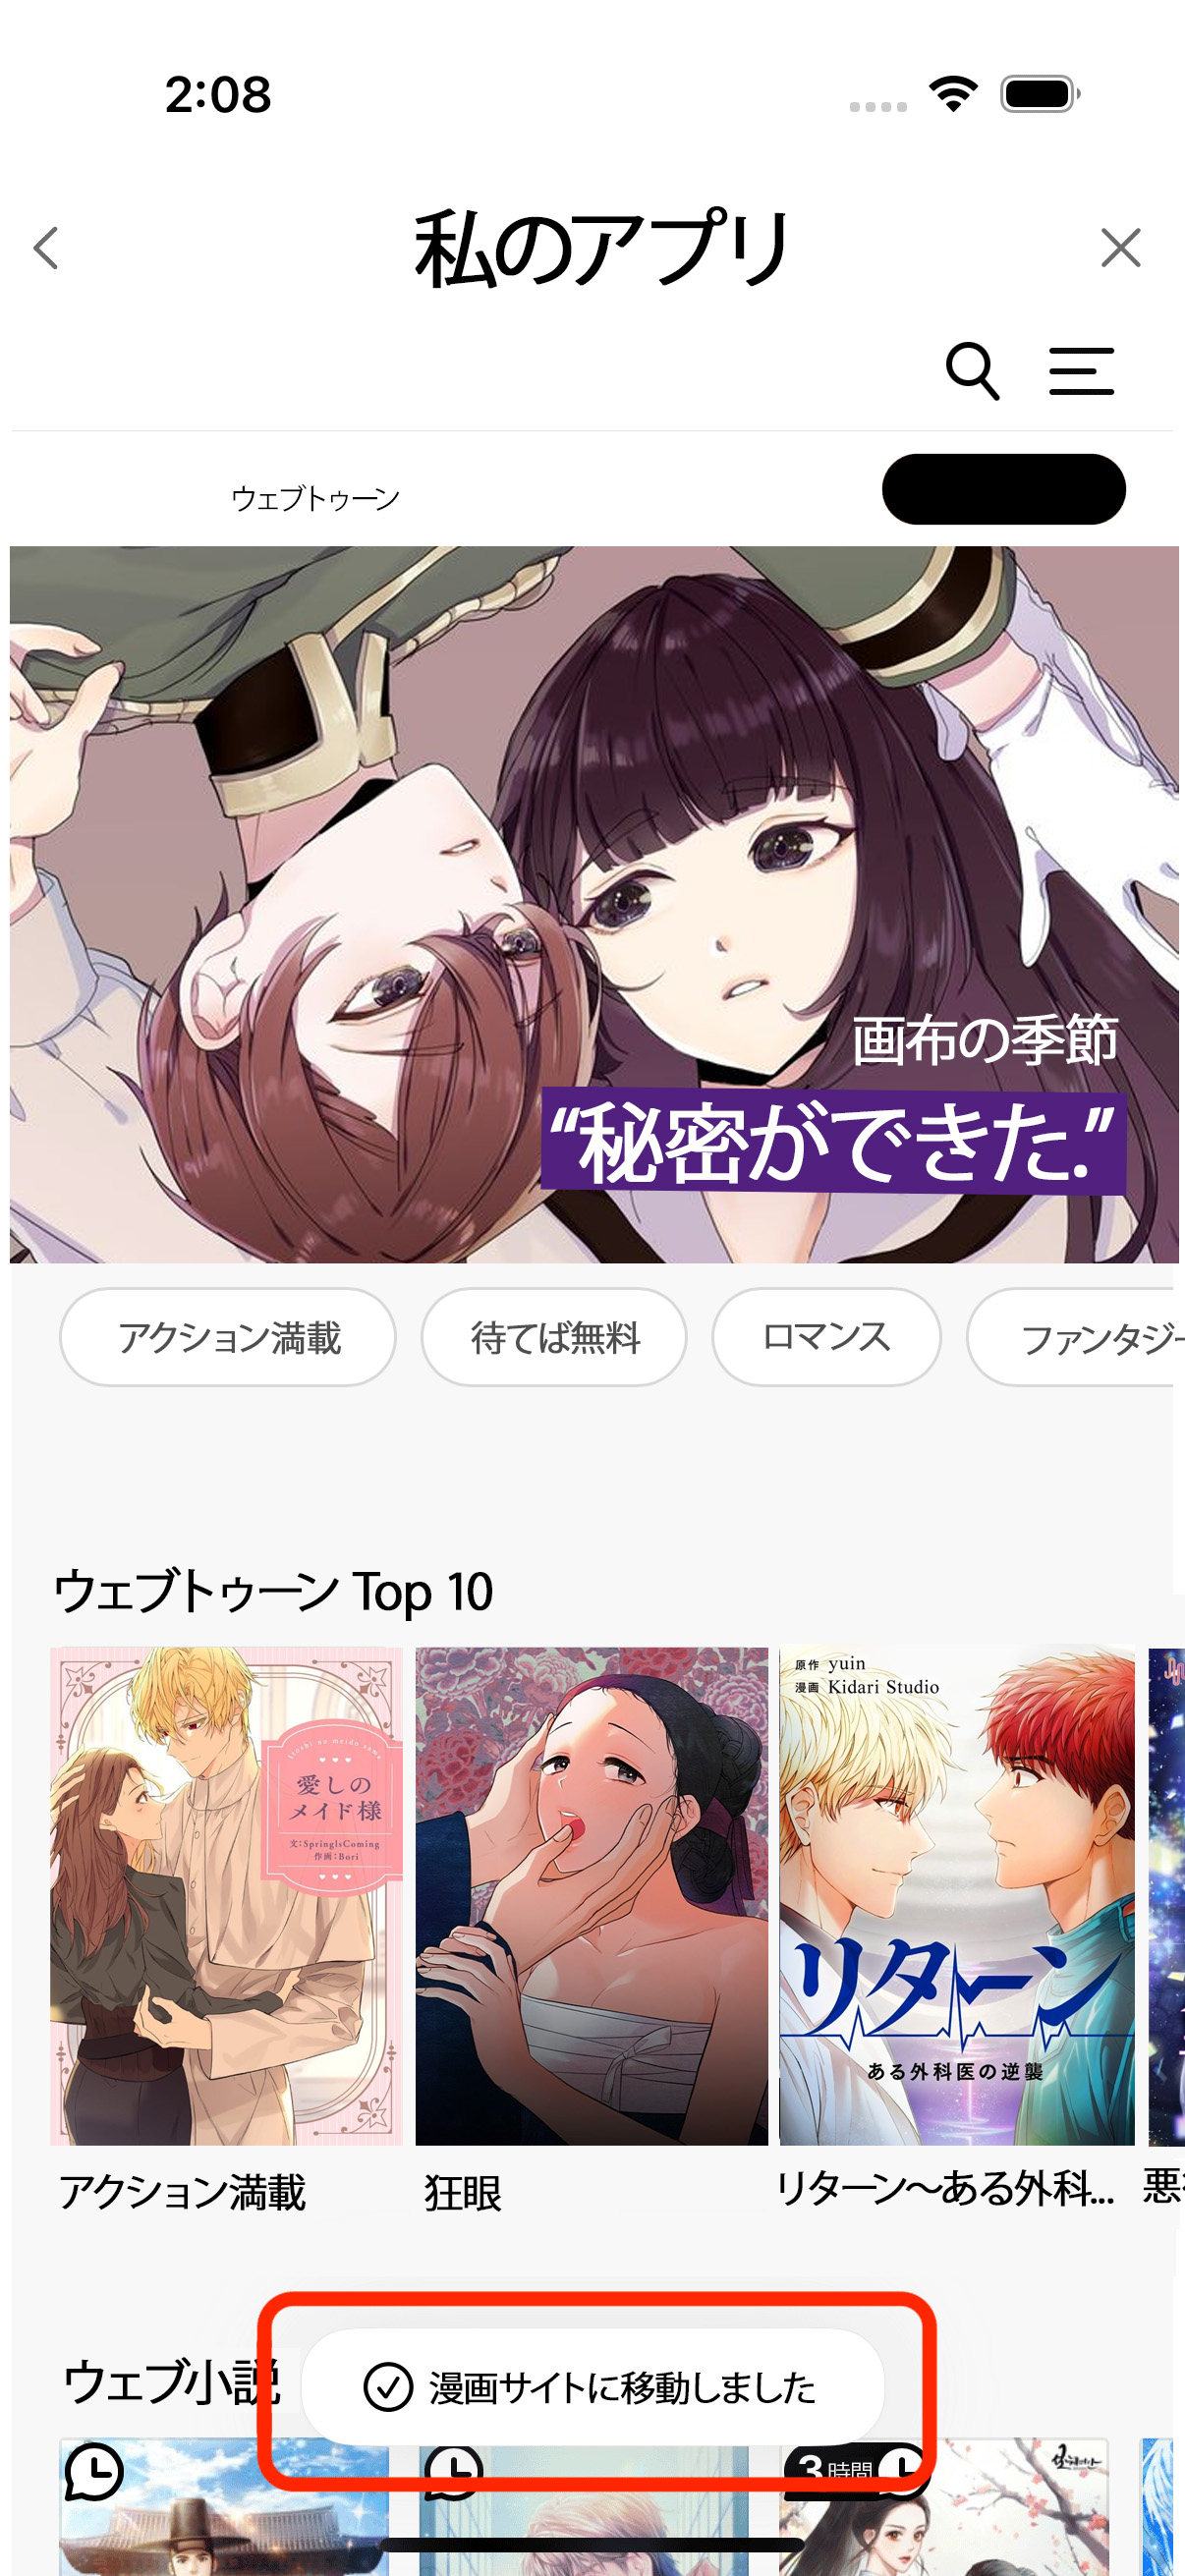 2:08
私のアプリ
ウェブトゥーン
画布の季節
“秘密ができた.”
アクション満載
待てば無料
ロマンス
ファンタジー
ウェブトゥーン Top 10
愛しの
メイド様
文:SpringIsComing
作画:Bori
原作 yuin
漫画 Kidari Studio
リターン
ある外科医の逆襲
アクション満載
狂眼
リターン〜ある外科...
悪
ウェブ小説
漫画サイトに移動しました
3時間